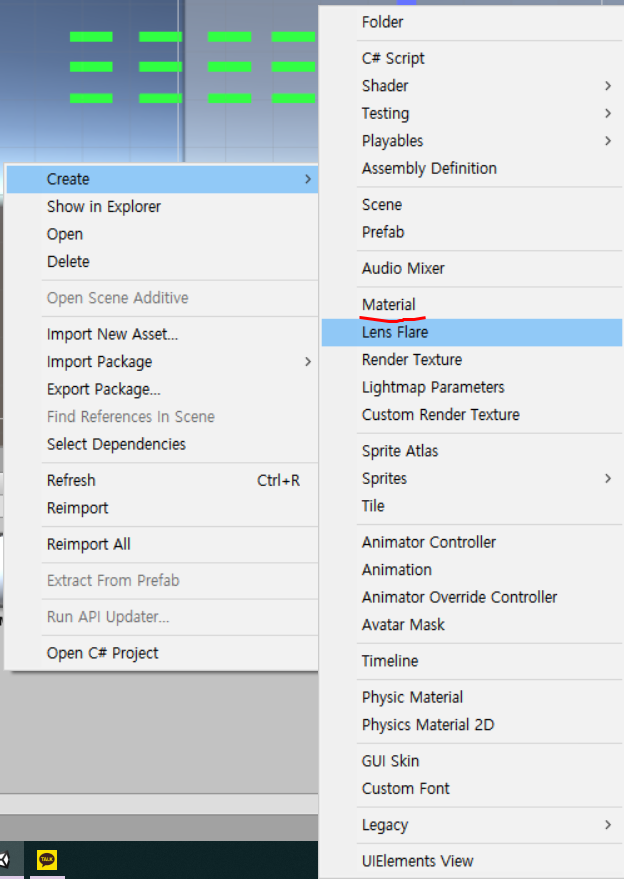 Create
Show in Explorer
Open
Delete
Open Scene Additive
Import New Asset...
Import Package
Export Package...
Find References In Scene
Select Dependencies
Refresh Ctrl+R
Reimport
Reimport All
Extract From Prefab
Run API Updater...
Open C# Project
Folder
C# Script
Shader
Testing
Playables
Assembly Definition
Scene
Prefab
Audio Mixer
Material
Lens Flare
Render Texture
Lightmap Parameters
Custom Render Texture
Sprite Atlas
Sprites
Tile
Animator Controller
Animation
Animator Override Controller
Avatar Mask
Timeline
Physic Material
Physics Material 2D
GUI Skin
Custom Font
Legacy
UIElements View
TALK